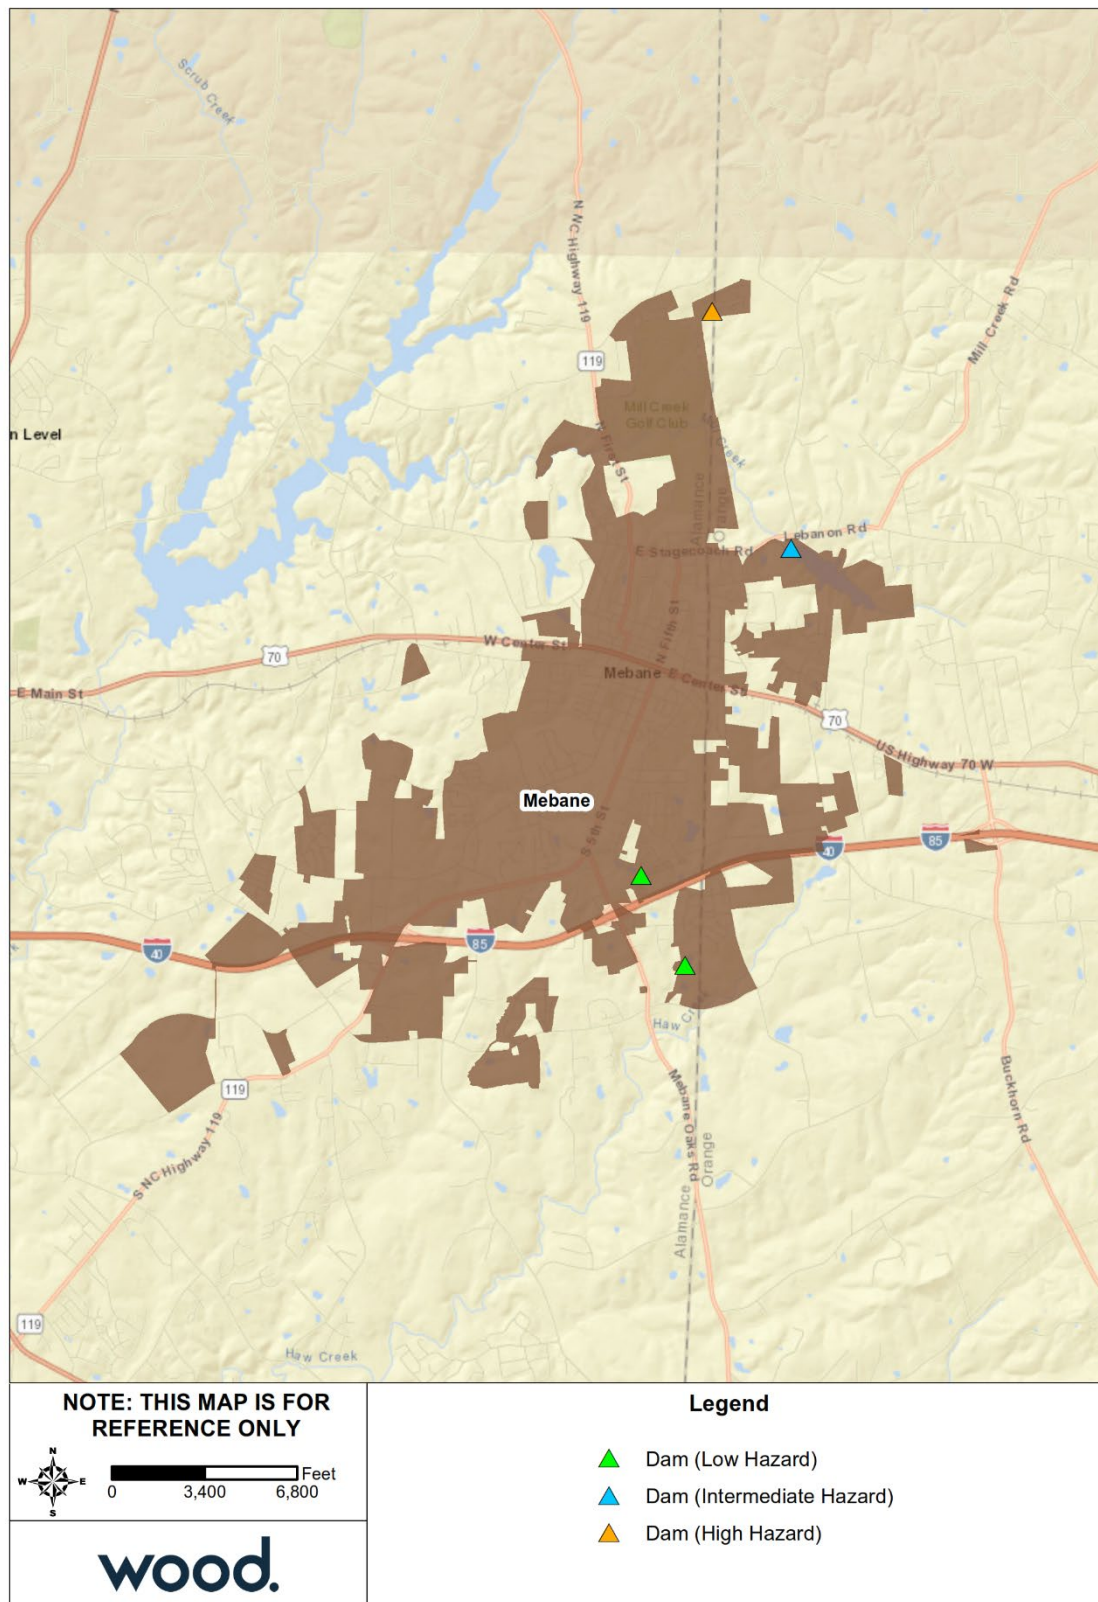 Scrub Creek
N NC Highway 119
Mill Creek Rd
119
n Level
Mill Creek
Golf Club
Mill Creek
N First St
Alamance
Orange
Lebanon Rd
E Stagecoach Rd
N Fifth St
W Center St
70
E Main St
Mebane
E Center St
70
US Highway 70 W
Mebane
S 5th St
40
85
40
85
Haw Creek
119
Mebane Oaks Rd
Buckhorn Rd
S NC Highway 119
Alamance
Orange
119
Haw Creek
NOTE: THIS MAP IS FOR
REFERENCE ONLY
N
W
E
S
Feet
0 3,400 6,800
wood.
Legend
Dam (Low Hazard)
Dam (Intermediate Hazard)
Dam (High Hazard)